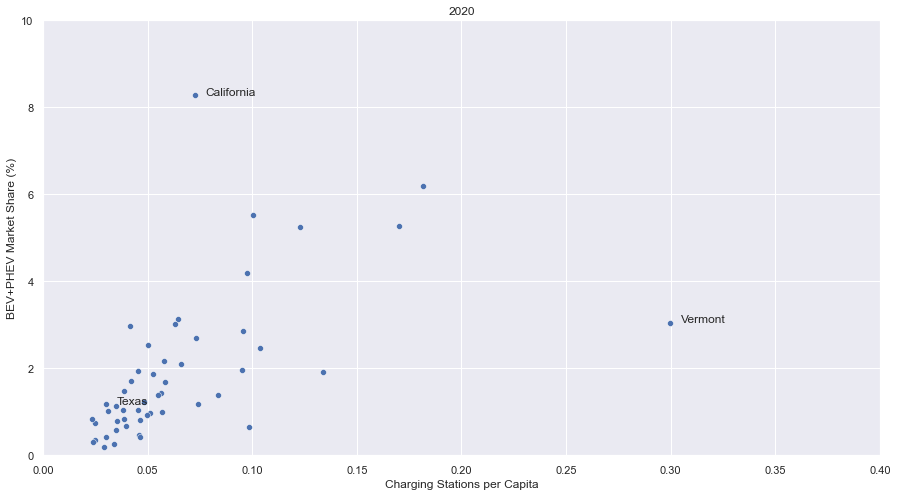 2020
10
8
6
4
2
0
BEV+PHEV Market Share (%)
California
Vermont
Texas
0.00 0.05 0.10 0.15 0.20 0.25 0.30 0.35 0.40
Charging Stations per Capita